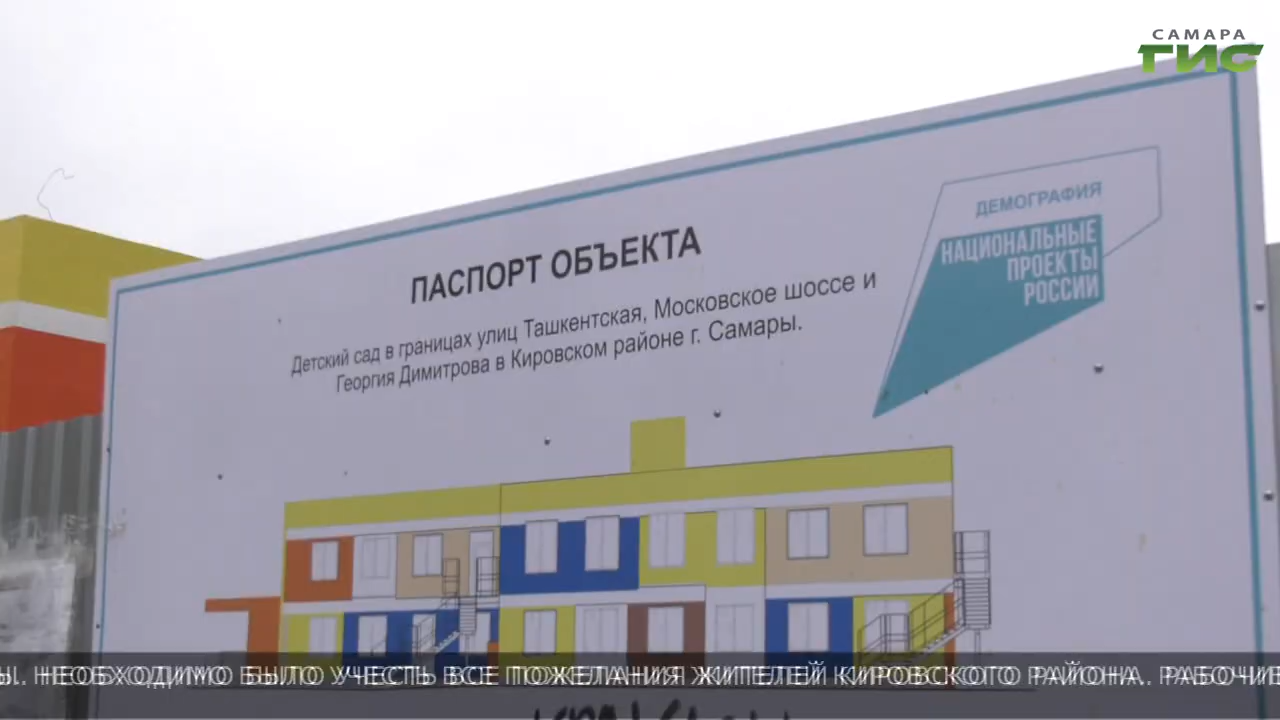 САМАРА
ГИС
ДЕМОГРАФИЯ
НАЦИОНАЛЬНЫЕ
ПРОЕКТЫ
РОССИИ
ПАСПОРТ ОБЪЕКТА
Детский сад в границах улиц Ташкентская, Московское шоссе и
Георгия Димитрова в Кировском районе г. Самары.
НЕОБХОДИМО БЫЛО УЧЕСТЬ ВСЕ ПОЖЕЛАНИЯ ЖИТЕЛЕЙ КИРОВСКОГО РАЙОНА.. РАБОЧИЕ